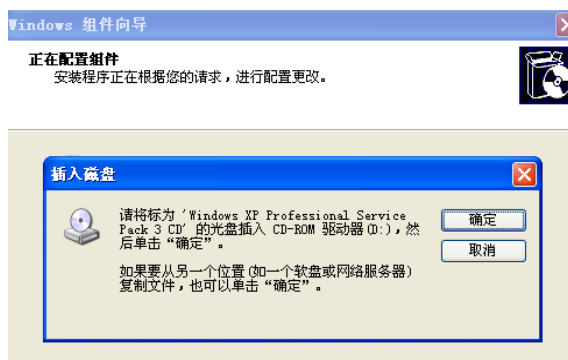 Windows 组件向导
正在配置组件
安装程序正在根据您的请求，进行配置更改。
插入磁盘
请将标为 'Windows XP Professional Service
Pack 3 CD' 的光盘插入 CD-ROM 驱动器(D:)，然
后单击“确定”。
如果要从另一个位置(如一个软盘或网络服务器)
复制文件，也可以单击“确定”。
确定
取消